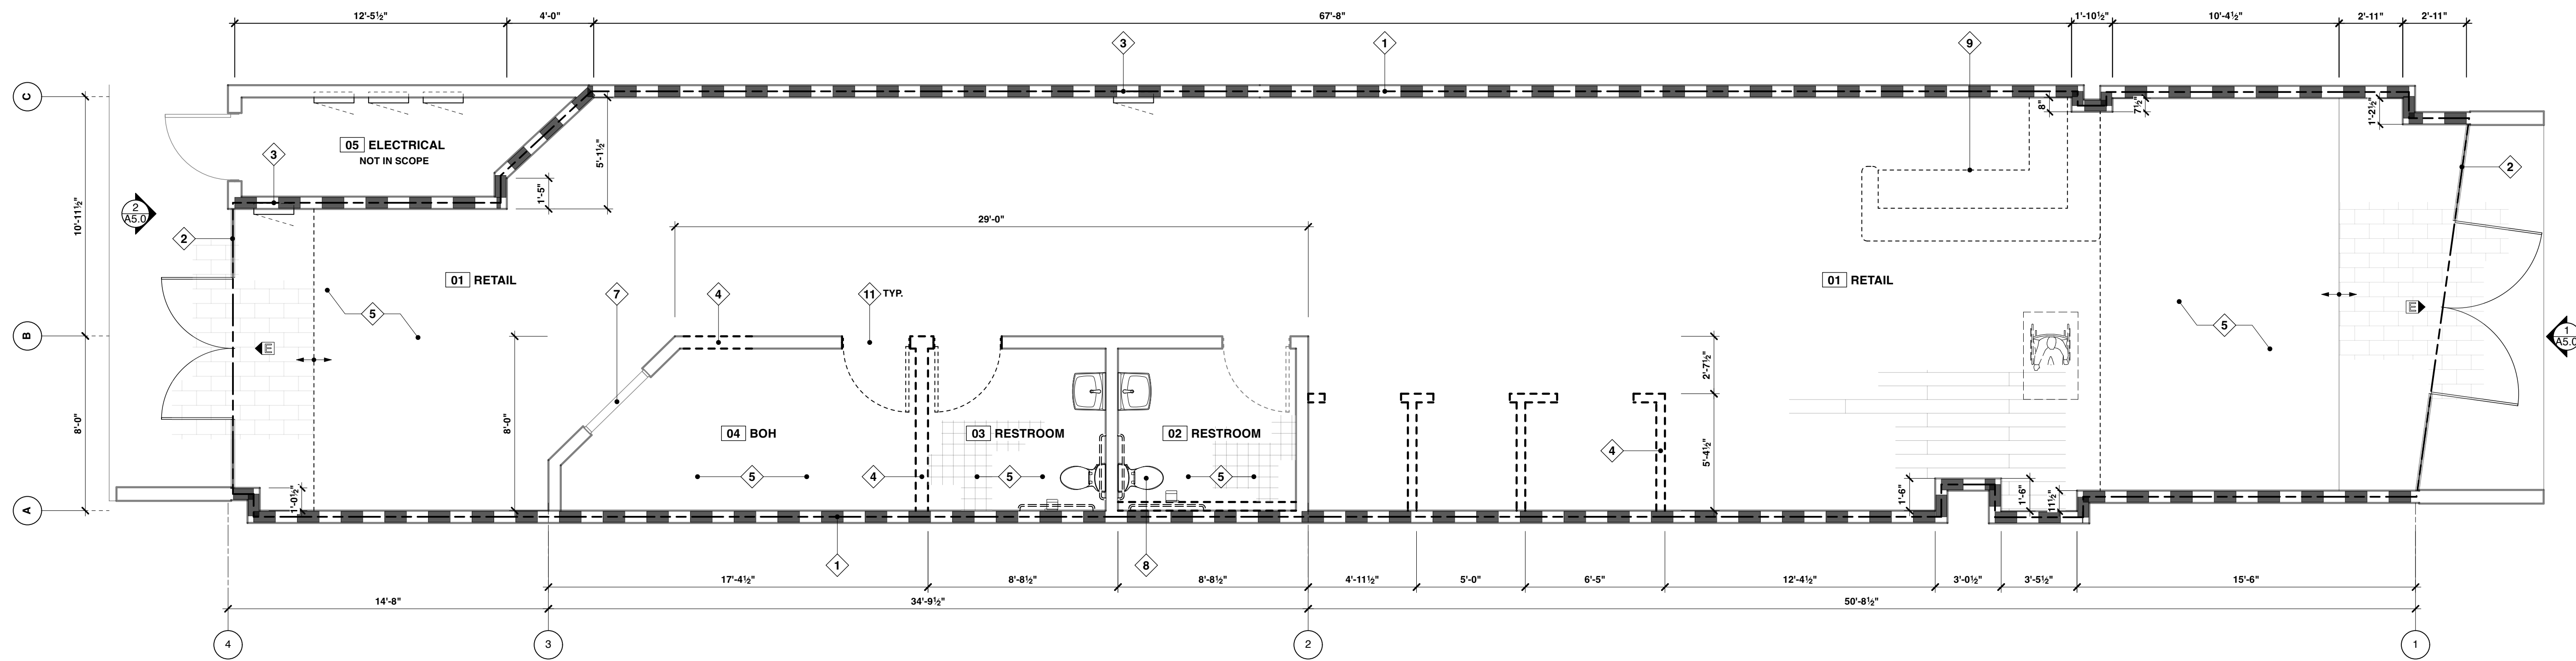 12'-5½" 4'-0" 67'-8" 1'-10½" 10'-4½" 2'-11" 2'-11"
3 1 9
C
8" 7½" 1'-2½"
05 ELECTRICAL
NOT IN SCOPE
3 5'-1½" 2
1'-5"
10'-11½"
2
A5.0
29'-0"
2
01 RETAIL 01 RETAIL
7 4 11 TYP.
5 5
E E
B
1
A5.0
2'-7½"
8'-0" 8'-0" 5'-4½"
04 BOH 03 RESTROOM 02 RESTROOM
4
5 4 5 5 8
1'-0½" 1'-6" 1'-6" 11½"
A
1 8
17'-4½" 8'-8½" 8'-8½" 4'-11½" 5'-0" 6'-5" 12'-4½" 3'-0½" 3'-5½" 15'-6"
14'-8" 34'-9½" 50'-8½"
4 3 2 1